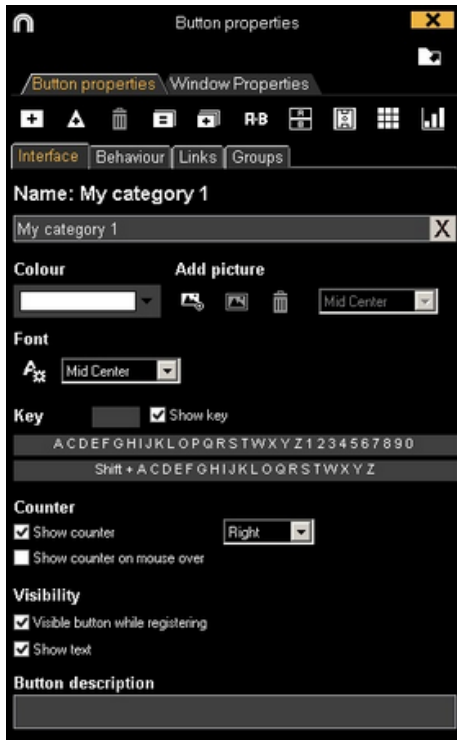 Button properties
X
Button properties Window Properties
A-B
A
B
Interface Behaviour Links Groups
Name: My category 1
My category 1 X
Colour Add picture
Mid Center
Font
A Mid Center
Key Show key
A C D E F G H I J K L O P Q R S T W X Y Z 1 2 3 4 5 6 7 8 9 0
Shift + A C D E F G H I J K L O Q R S T W X Y Z
Counter
Show counter Right
Show counter on mouse over
Visibility
Visible button while registering
Show text
Button description